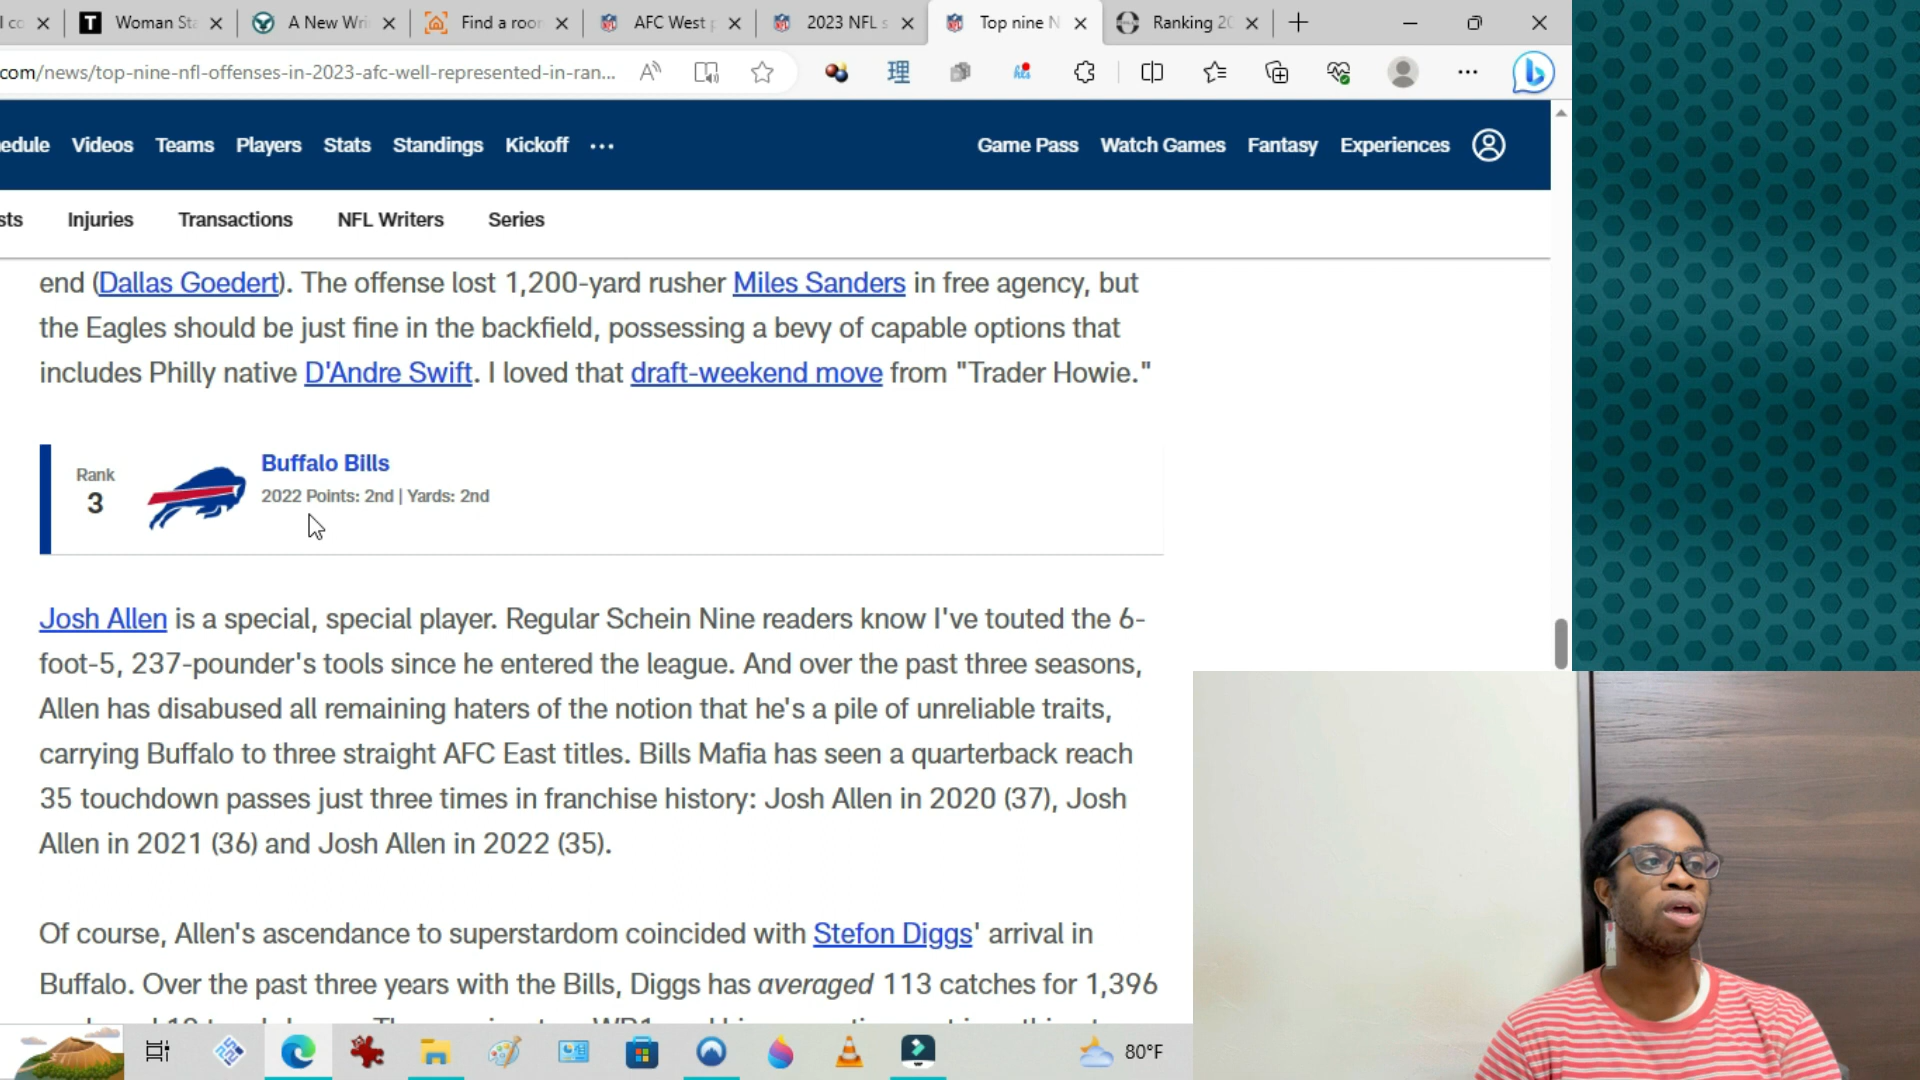 Woman Sta
A New Wri
Find a roo
AFC West
2023 NFL s
Top nine N
Ranking 20
com/news/top-nine-nfl-offenses-in-2023-afc-well-represented-in-ran...
edule Videos Teams Players Stats Standings Kickoff ...
Game Pass Watch Games Fantasy Experiences
sts Injuries Transactions NFL Writers Series
end (Dallas Goedert). The offense lost 1,200-yard rusher Miles Sanders in free agency, but
the Eagles should be just fine in the backfield, possessing a bevy of capable options that
includes Philly native D'Andre Swift. I loved that draft-weekend move from "Trader Howie."
Rank
3
Buffalo Bills
2022 Points: 2nd | Yards: 2nd
Josh Allen is a special, special player. Regular Schein Nine readers know I've touted the 6-
foot-5, 237-pounder's tools since he entered the league. And over the past three seasons,
Allen has disabused all remaining haters of the notion that he's a pile of unreliable traits,
carrying Buffalo to three straight AFC East titles. Bills Mafia has seen a quarterback reach
35 touchdown passes just three times in franchise history: Josh Allen in 2020 (37), Josh
Allen in 2021 (36) and Josh Allen in 2022 (35).
Of course, Allen's ascendance to superstardom coincided with Stefon Diggs' arrival in
Buffalo. Over the past three years with the Bills, Diggs has averaged 113 catches for 1,396
80°F